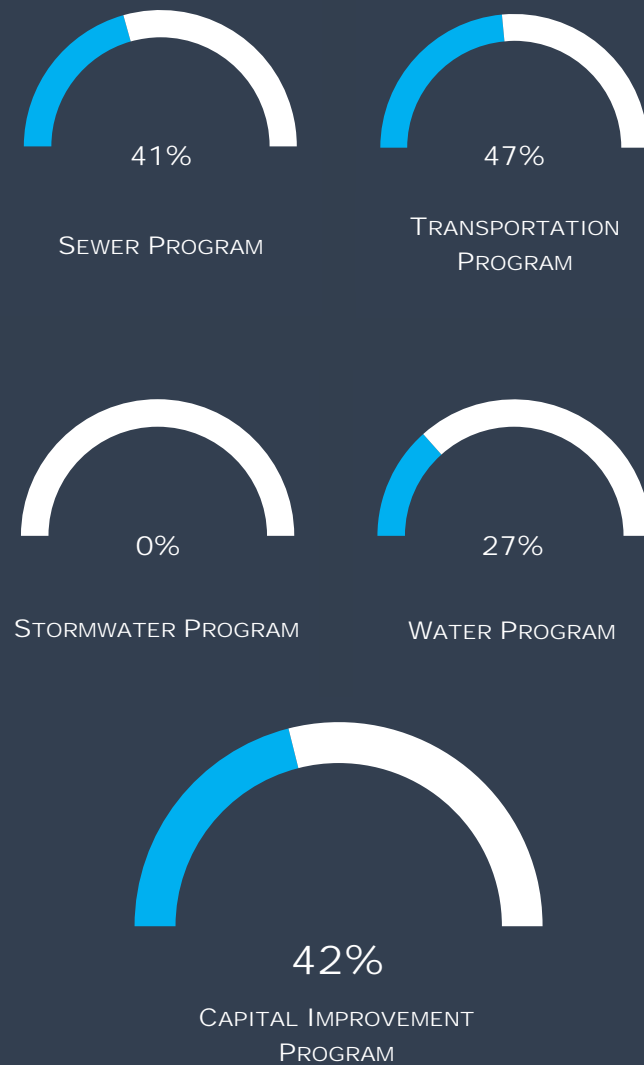 41%
SEWER PROGRAM
47%
TRANSPORTATION
PROGRAM
0%
STORMWATER PROGRAM
27%
WATER PROGRAM
42%
CAPITAL IMPROVEMENT
PROGRAM